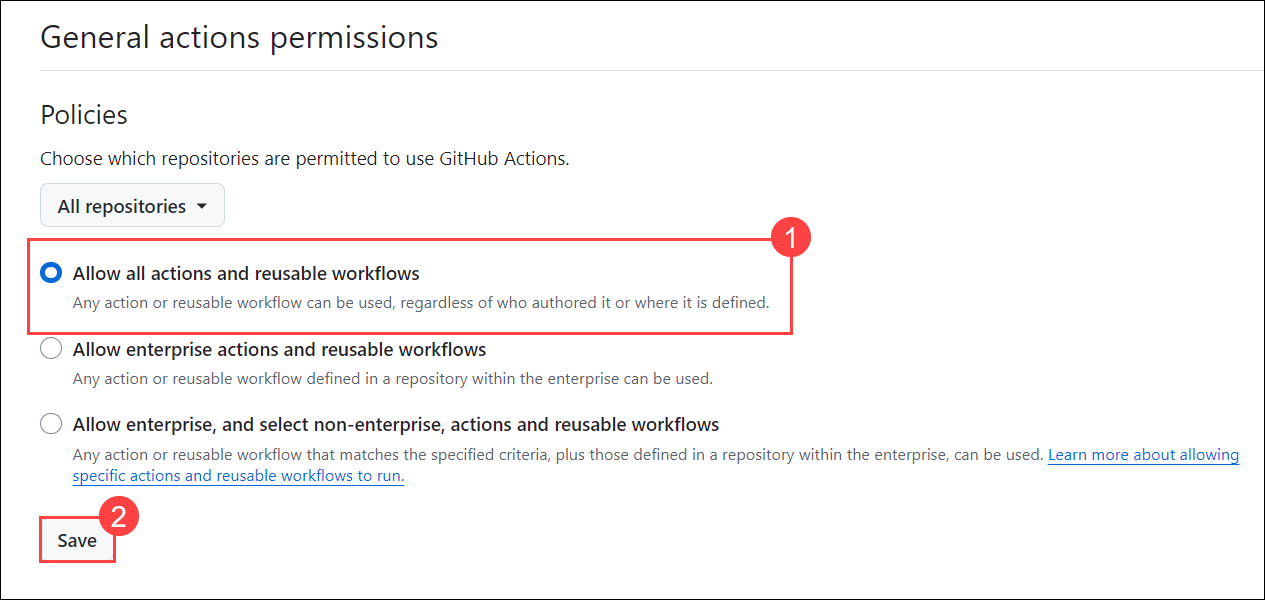 General actions permissions
Policies
Choose which repositories are permitted to use GitHub Actions.
All repositories
1
Allow all actions and reusable workflows
Any action or reusable workflow can be used, regardless of who authored it or where it is defined.
Allow enterprise actions and reusable workflows
Any action or reusable workflow defined in a repository within the enterprise can be used.
Allow enterprise, and select non-enterprise, actions and reusable workflows
Any action or reusable workflow that matches the specified criteria, plus those defined in a repository within the enterprise, can be used. Learn more about allowing
specific actions and reusable workflows to run.
2
Save